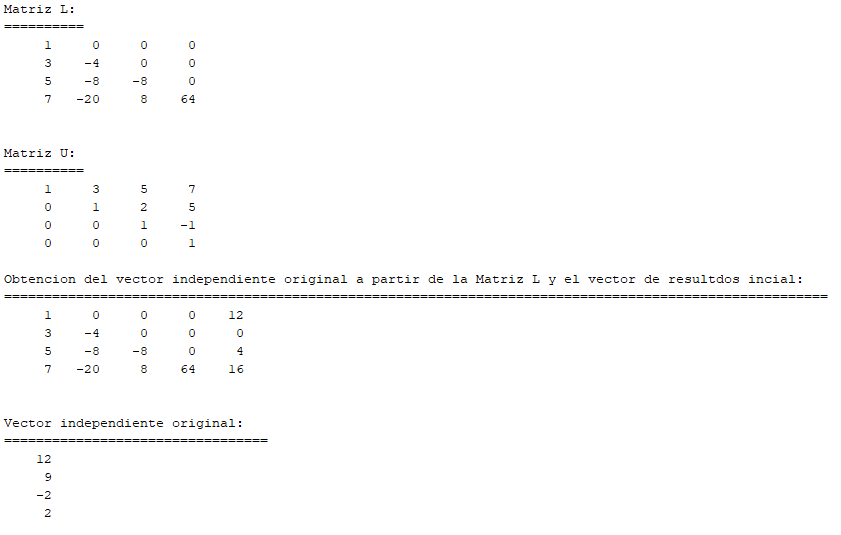 Matriz L:
==========
1 0 0 0
3 -4 0 0
5 -8 -8 0
7 -20 8 64
Matriz U:
==========
1 3 5 7
0 1 2 5
0 0 1 -1
0 0 0 1
Obtencion del vector independiente original a partir de la Matriz L y el vector de resultdos incial:
=======================================================================================================
1 0 0 0 12
3 -4 0 0 0
5 -8 -8 0 4
7 -20 8 64 16
Vector independiente original:
=================================
12
9
-2
2